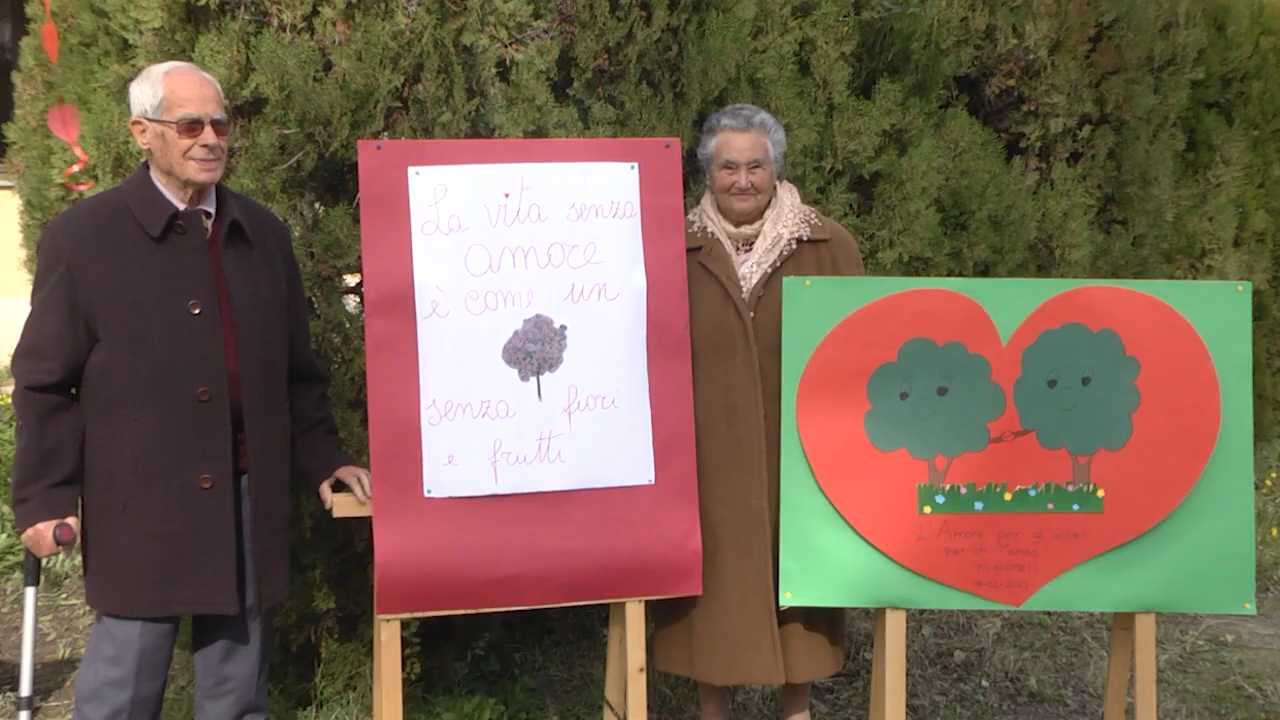 La vita senza
amore
è come un
senza fiori
e frutti
L'Amore per gli alberi
per un Mondo
migliore!